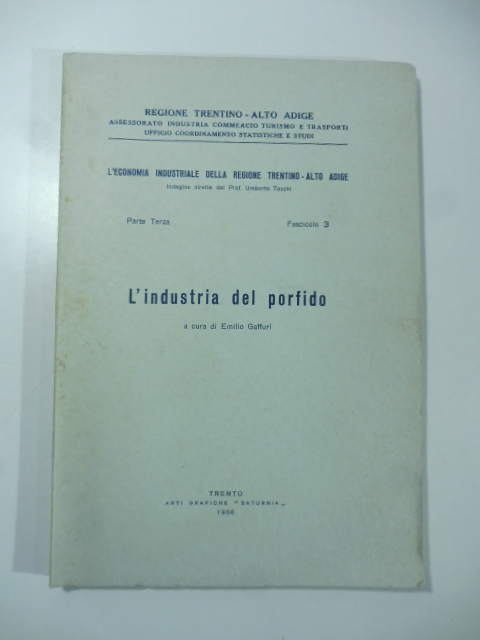 REGIONE TRENTINO - ALTO ADIGE
ASSESSORATO INDUSTRIA COMMERCIO TURISMO E TRASPORTI
UFFICIO COORDINAMENTO STATISTICHE E STUDI
L'ECONOMIA INDUSTRIALE DELLA REGIONE TRENTINO - ALTO ADIGE
Indagine diretta dal Prof. Umberto Toschi
Parte Terza Fascicolo 3
L'industria del porfido
a cura di Emilio Gaffuri
TRENTO
ARTI GRAFICHE "SATURNIA„
1956